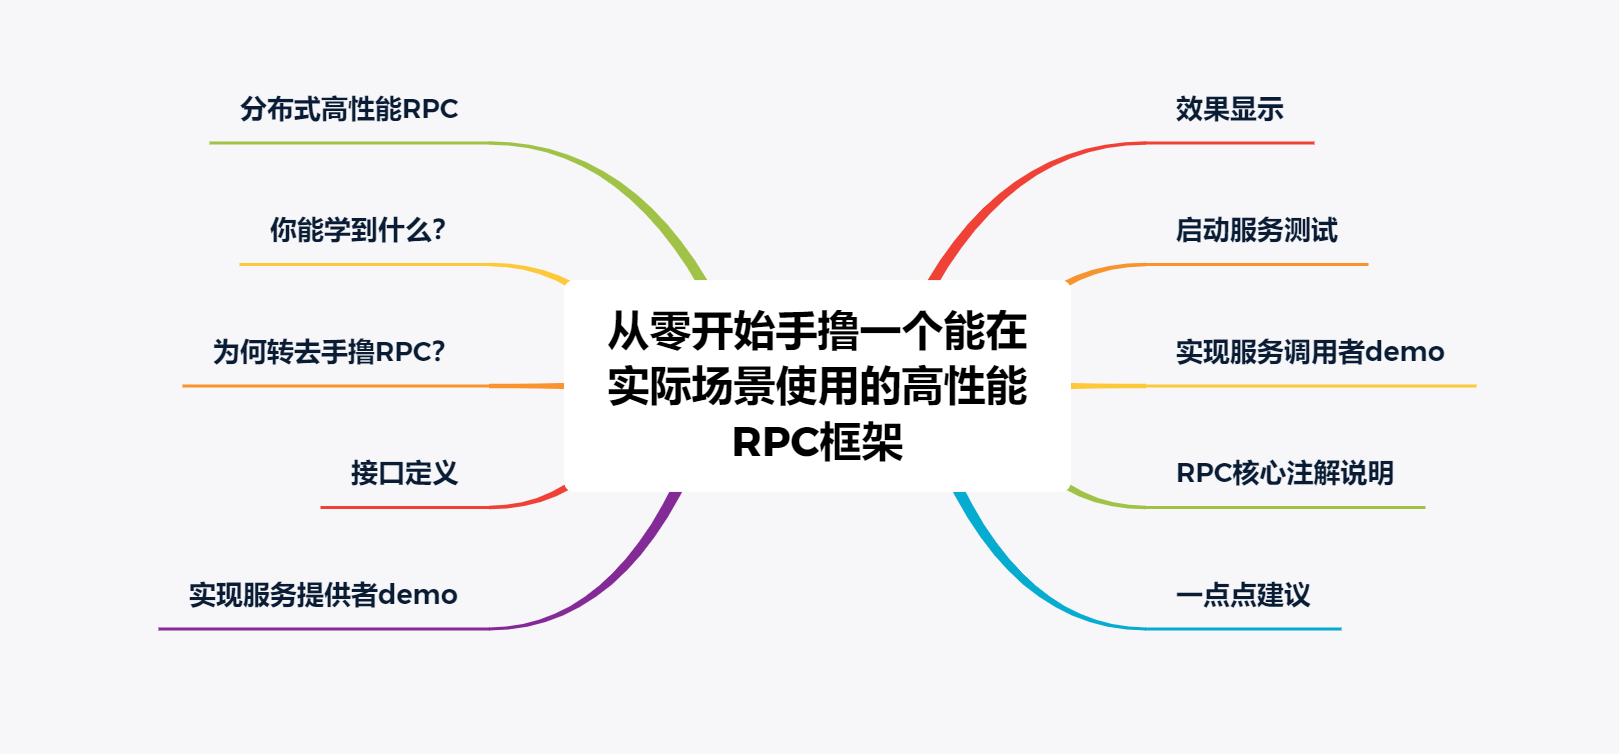 从零开始手撸一个能在
实际场景使用的高性能
RPC框架
分布式高性能RPC
你能学到什么？
为何转去手撸RPC？
接口定义
实现服务提供者demo
效果显示
启动服务测试
实现服务调用者demo
RPC核心注解说明
一点点建议